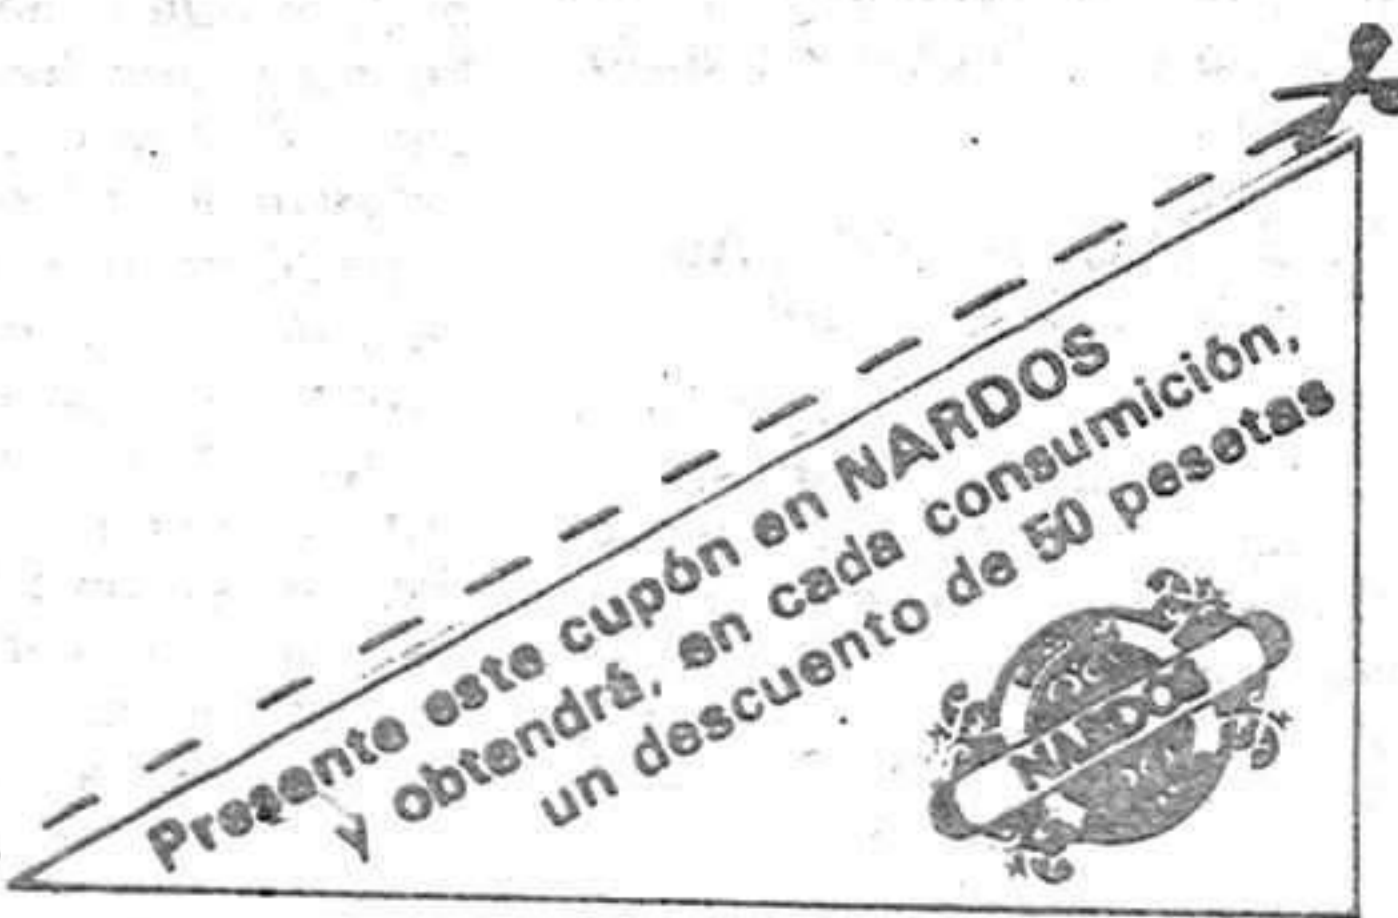 Presente este cupón en NARDOS
y obtendrá, en cada consumición,
un descuento de 50 pesetas
NARDOS